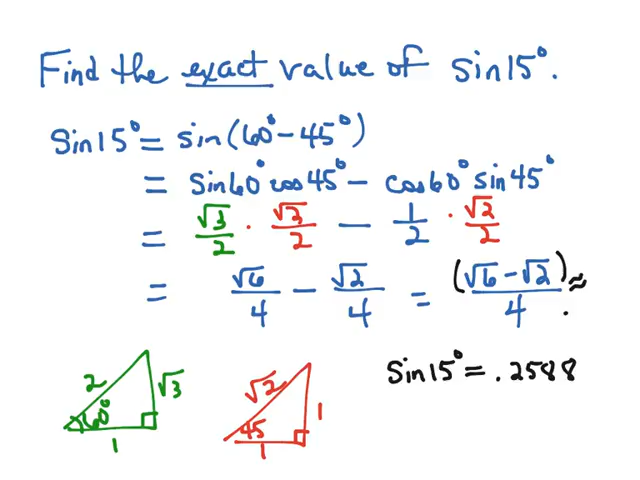 Find the exact value of sin15°.
Sin15° = sin(60° - 45°)
= sin60° cos45° - cos60° sin45°
= √3/2 · √2/2 - 1/2 · √2/2
= √6/4 - √2/4 = (√6 - √2)/4 ≈
sin15° = .2588
2 √3 60° 1
√2 1 45 1